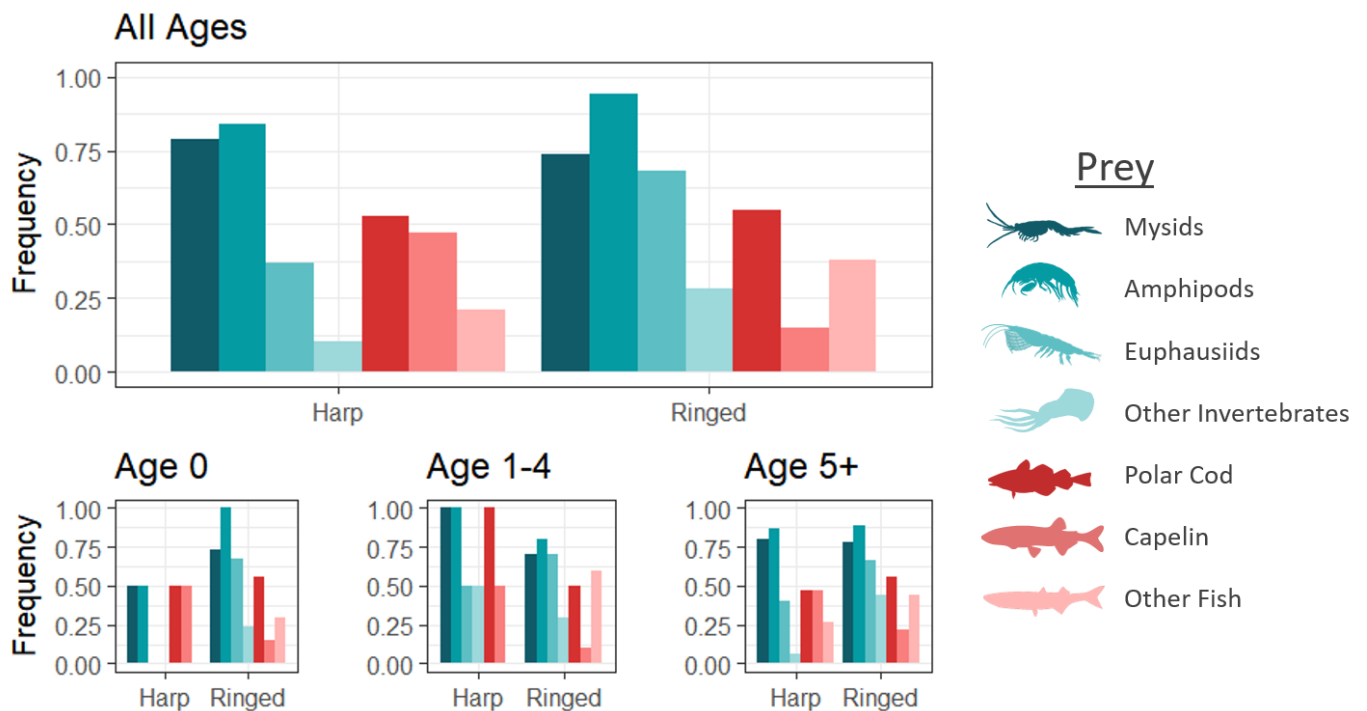 All Ages
Frequency
1.00
0.75
0.50
0.25
0.00
Harp Ringed
Prey
Mysids
Amphipods
Euphausiids
Other Invertebrates
Polar Cod
Capelin
Other Fish
Age 0
Frequency
1.00
0.75
0.50
0.25
0.00
Harp Ringed
Age 1-4
1.00
0.75
0.50
0.25
0.00
Harp Ringed
Age 5+
1.00
0.75
0.50
0.25
0.00
Harp Ringed